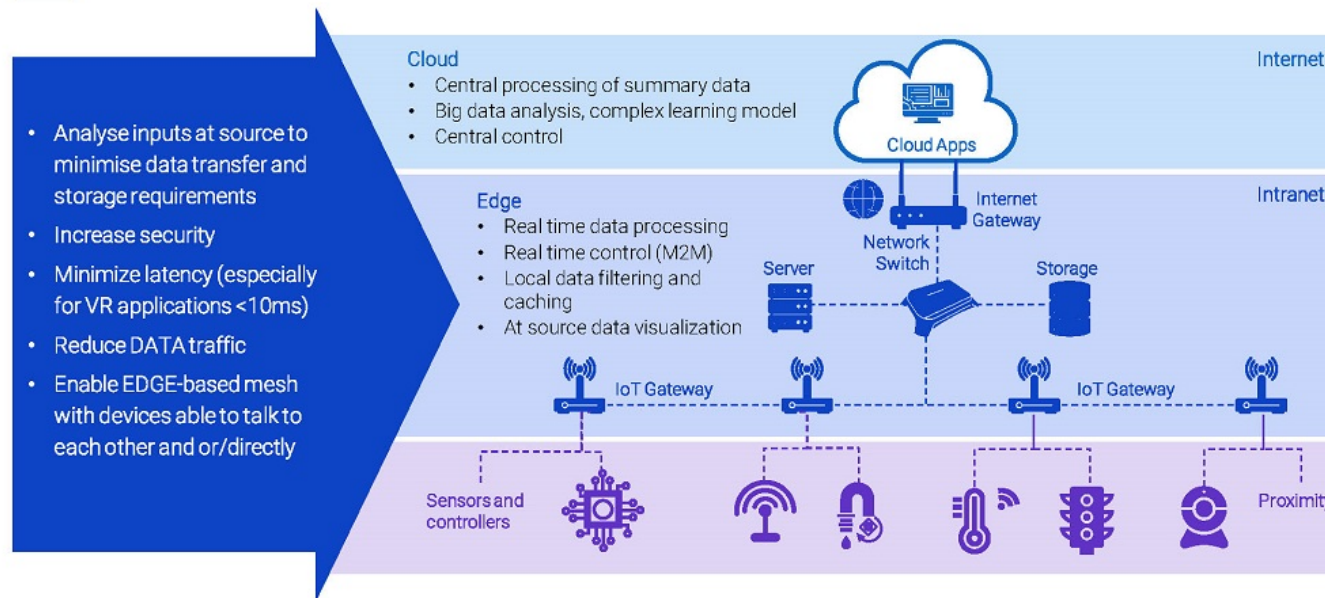 • Analyse inputs at source to
minimise data transfer and
storage requirements
• Increase security
• Minimize latency (especially
for VR applications <10ms)
• Reduce DATA traffic
• Enable EDGE-based mesh
with devices able to talk to
each other and or/directly
Cloud
• Central processing of summary data
• Big data analysis, complex learning model
• Central control
Cloud Apps
Internet
Edge
• Real time data processing
• Real time control (M2M)
• Local data filtering and
caching
• At source data visualization
Internet
Gateway
Intranet
Network
Switch
Server
Storage
IoT Gateway
IoT Gateway
Sensors and
controllers
Proximity